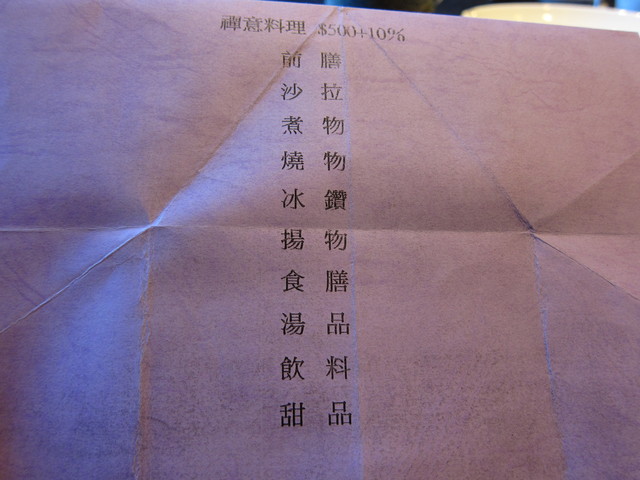 禪意料理 $500+10%
前膳
沙拉
煮物
燒物
冰鑽
揚物
食膳
湯品
飲料
甜品